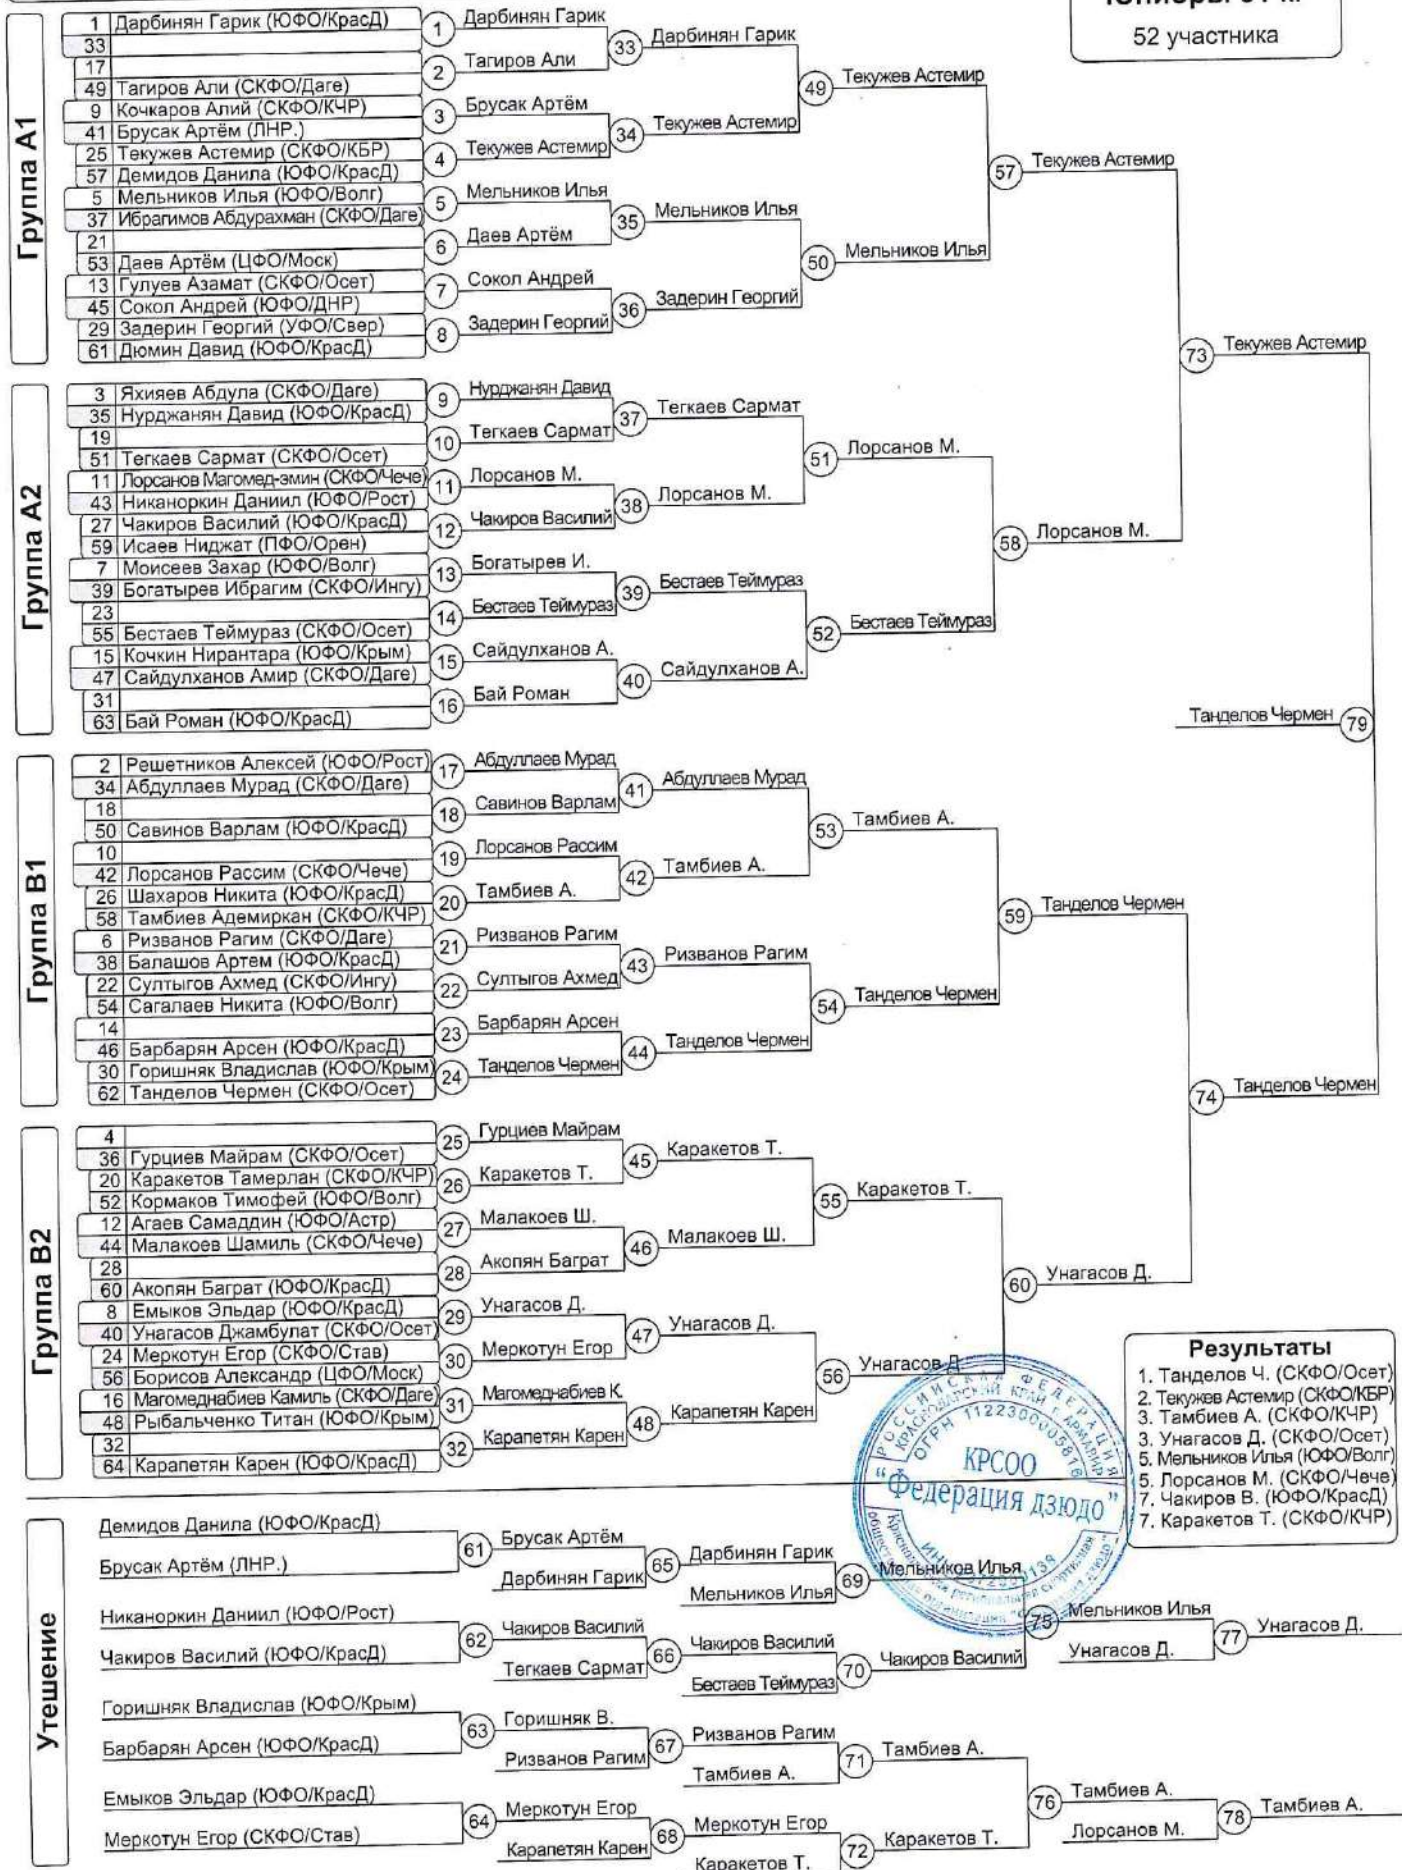 52 участника
Группа A1
1 Дарбинян Гарик (ЮФО/КрасД)
33
17
49 Тагиров Али (СКФО/Даге)
9 Кочкаров Алий (СКФО/КЧР)
41 Брусак Артём (ЛНР.)
25 Текужев Астемир (СКФО/КБР)
57 Демидов Данила (ЮФО/КрасД)
5 Мельников Илья (ЮФО/Волг)
37 Ибрагимов Абдурахман (СКФО/Даге)
21
53 Даев Артём (ЦФО/Моск)
13 Гулуев Азамат (СКФО/Осет)
45 Сокол Андрей (ЮФО/ДНР)
29 Задерин Георгий (УФО/Свер)
61 Дюмин Давид (ЮФО/КрасД)
1 Дарбинян Гарик
2 Тагиров Али
3 Брусак Артём
4 Текужев Астемир
5 Мельников Илья
6 Даев Артём
7 Сокол Андрей
8 Задерин Георгий
33 Дарбинян Гарик
34 Текужев Астемир
35 Мельников Илья
36 Задерин Георгий
49 Текужев Астемир
50 Мельников Илья
57 Текужев Астемир
Группа A2
3 Яхияев Абдула (СКФО/Даге)
35 Нурджанян Давид (ЮФО/КрасД)
19
51 Тегкаев Сармат (СКФО/Осет)
11 Лорсанов Магомед-эмин (СКФО/Чече)
43 Никаноркин Даниил (ЮФО/Рост)
27 Чакиров Василий (ЮФО/КрасД)
59 Исаев Ниджат (ПФО/Орен)
7 Моисеев Захар (ЮФО/Волг)
39 Богатырев Ибрагим (СКФО/Ингу)
23
55 Бестаев Теймураз (СКФО/Осет)
15 Кочкин Нирантара (ЮФО/Крым)
47 Сайдулханов Амир (СКФО/Даге)
31
63 Бай Роман (ЮФО/КрасД)
9 Нурджанян Давид
10 Тегкаев Сармат
11 Лорсанов М.
12 Чакиров Василий
13 Богатырев И.
14 Бестаев Теймураз
15 Сайдулханов А.
16 Бай Роман
37 Тегкаев Сармат
38 Лорсанов М.
39 Бестаев Теймураз
40 Сайдулханов А.
51 Лорсанов М.
52 Бестаев Теймураз
58 Лорсанов М.
73 Текужев Астемир
Танделов Чермен 79
Группа B1
2 Решетников Алексей (ЮФО/Рост)
34 Абдуллаев Мурад (СКФО/Даге)
18
50 Савинов Варлам (ЮФО/КрасД)
10
42 Лорсанов Рассим (СКФО/Чече)
26 Шахаров Никита (ЮФО/КрасД)
58 Тамбиев Адемиркан (СКФО/КЧР)
6 Ризванов Рагим (СКФО/Даге)
38 Балашов Артем (ЮФО/КрасД)
22 Султыгов Ахмед (СКФО/Ингу)
54 Сагалаев Никита (ЮФО/Волг)
14
46 Барбарян Арсен (ЮФО/КрасД)
30 Горишняк Владислав (ЮФО/Крым)
62 Танделов Чермен (СКФО/Осет)
17 Абдуллаев Мурад
18 Савинов Варлам
19 Лорсанов Рассим
20 Тамбиев А.
21 Ризванов Рагим
22 Султыгов Ахмед
23 Барбарян Арсен
24 Танделов Чермен
41 Абдуллаев Мурад
42 Тамбиев А.
43 Ризванов Рагим
44 Танделов Чермен
53 Тамбиев А.
54 Танделов Чермен
59 Танделов Чермен
74 Танделов Чермен
Группа B2
4
36 Гурциев Майрам (СКФО/Осет)
20 Каракетов Тамерлан (СКФО/КЧР)
52 Кормаков Тимофей (ЮФО/Волг)
12 Агаев Самаддин (ЮФО/Астр)
44 Малакоев Шамиль (СКФО/Чече)
28
60 Акопян Баграт (ЮФО/КрасД)
8 Емыков Эльдар (ЮФО/КрасД)
40 Унагасов Джамбулат (СКФО/Осет)
24 Меркотун Егор (СКФО/Став)
56 Борисов Александр (ЦФО/Моск)
16 Магомеднабиев Камиль (СКФО/Даге)
48 Рыбальченко Титан (ЮФО/Крым)
32
64 Карапетян Карен (ЮФО/КрасД)
25 Гурциев Майрам
26 Каракетов Т.
27 Малакоев Ш.
28 Акопян Баграт
29 Унагасов Д.
30 Меркотун Егор
31 Магомеднабиев К.
32 Карапетян Карен
45 Каракетов Т.
46 Малакоев Ш.
47 Унагасов Д.
48 Карапетян Карен
55 Каракетов Т.
56 Унагасов Д.
60 Унагасов Д.
Результаты
1. Танделов Ч. (СКФО/Осет)
2. Текужев Астемир (СКФО/КБР)
3. Тамбиев А. (СКФО/КЧР)
3. Унагасов Д. (СКФО/Осет)
5. Мельников Илья (ЮФО/Волг)
5. Лорсанов М. (СКФО/Чече)
7. Чакиров В. (ЮФО/КрасД)
7. Каракетов Т. (СКФО/КЧР)
РОССИЙСКАЯ ФЕДЕРАЦИЯ
КРАСНОДАРСКИЙ КРАЙ Г. АРМАВИР
ОГРН 1122300005816
КРСОО
"Федерация дзюдо"
Утешение
Демидов Данила (ЮФО/КрасД)
Брусак Артём (ЛНР.)
Никаноркин Даниил (ЮФО/Рост)
Чакиров Василий (ЮФО/КрасД)
Горишняк Владислав (ЮФО/Крым)
Барбарян Арсен (ЮФО/КрасД)
Емыков Эльдар (ЮФО/КрасД)
Меркотун Егор (СКФО/Став)
61 Брусак Артём
Дарбинян Гарик
62 Чакиров Василий
Тегкаев Сармат
63 Горишняк В.
Ризванов Рагим
64 Меркотун Егор
Карапетян Карен
65 Дарбинян Гарик
Мельников Илья
66 Чакиров Василий
Бестаев Теймураз
67 Ризванов Рагим
Тамбиев А.
68 Меркотун Егор
Каракетов Т.
69 Мельников Илья
70 Чакиров Василий
71 Тамбиев А.
72 Каракетов Т.
75 Мельников Илья
Унагасов Д.
76 Тамбиев А.
Лорсанов М.
77 Унагасов Д.
78 Тамбиев А.